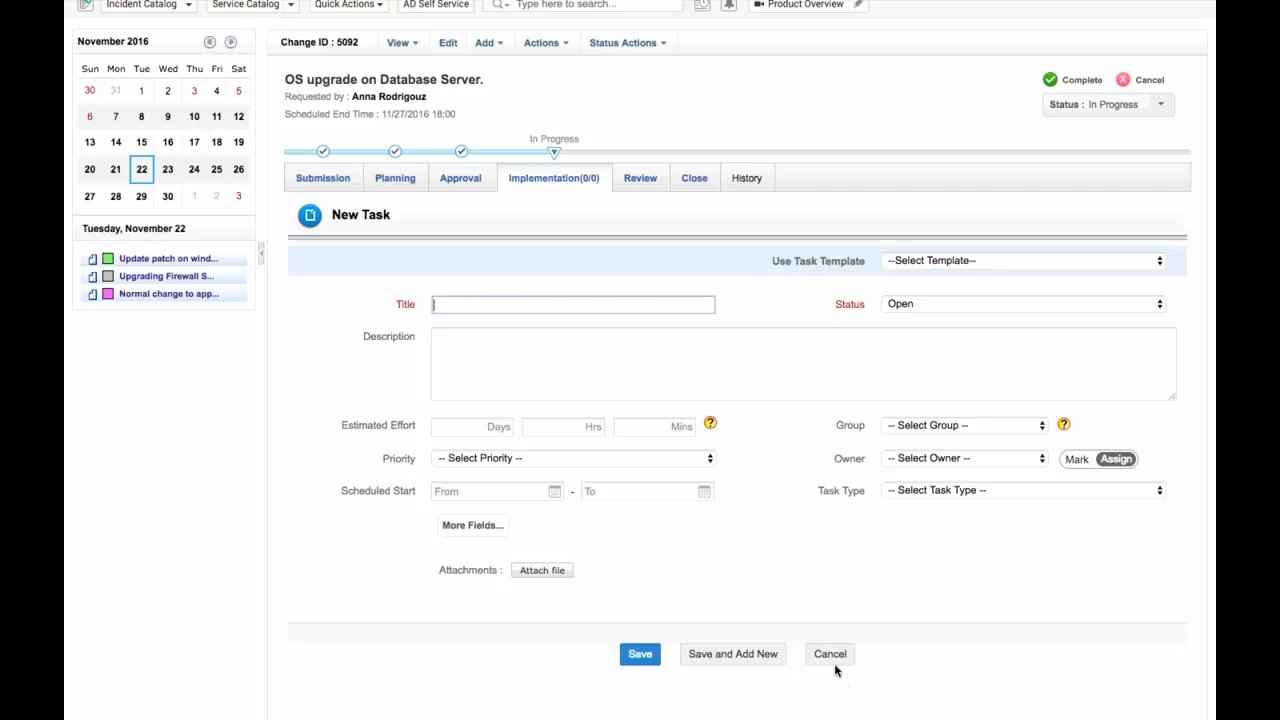 Incident Catalog Service Catalog Quick Actions AD Self Service Type here to search... Product Overview
November 2016
Sun Mon Tue Wed Thu Fri Sat
30 31 1 2 3 4 5
6 7 8 9 10 11 12
13 14 15 16 17 18 19
20 21 22 23 24 25 26
27 28 29 30 1 2 3
Tuesday, November 22
Update patch on wind...
Upgrading Firewall S...
Normal change to app...
Change ID : 5092 View Edit Add Actions Status Actions
OS upgrade on Database Server.
Requested by : Anna Rodrigouz
Scheduled End Time : 11/27/2016 18:00
Complete Cancel
Status : In Progress
In Progress
Submission Planning Approval Implementation(0/0) Review Close History
New Task
Use Task Template --Select Template--
Title Status Open
Description
Estimated Effort Days Hrs Mins ? Group -- Select Group -- ?
Priority -- Select Priority -- Owner -- Select Owner -- Mark Assign
Scheduled Start From - To Task Type -- Select Task Type --
More Fields...
Attachments : Attach file
Save Save and Add New Cancel